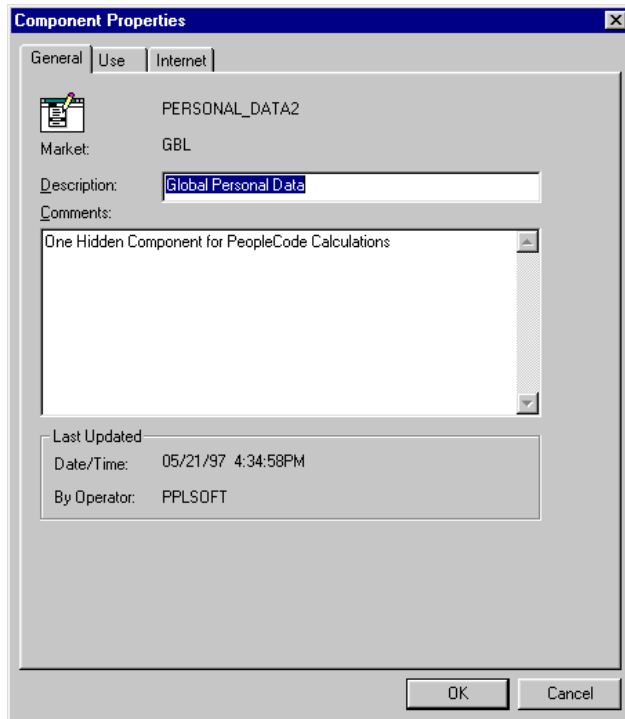 Component Properties
General Use Internet
PERSONAL_DATA2
Market: GBL
Description: Global Personal Data
Comments:
One Hidden Component for PeopleCode Calculations
Last Updated
Date/Time: 05/21/97 4:34:58PM
By Operator: PPLSOFT
OK Cancel